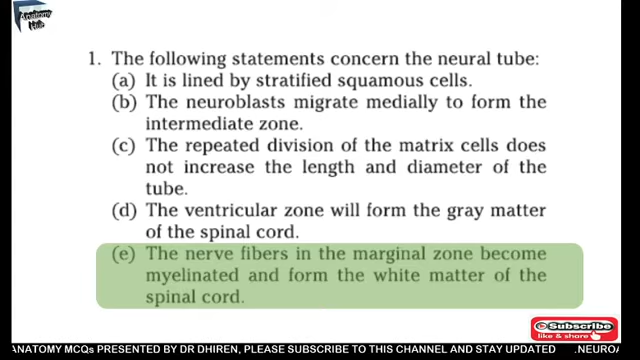 Anatomy
Hub
1. The following statements concern the neural tube:
(a) It is lined by stratified squamous cells.
(b) The neuroblasts migrate medially to form the
intermediate zone.
(c) The repeated division of the matrix cells does
not increase the length and diameter of the
tube.
(d) The ventricular zone will form the gray matter
of the spinal cord.
(e) The nerve fibers in the marginal zone become
myelinated and form the white matter of the
spinal cord.
Subscribe
like & share
ANATOMY MCQs PRESENTED BY DR DHIREN, PLEASE SUBSCRIBE TO THIS CHANNEL AND STAY UPDATED .NEURO